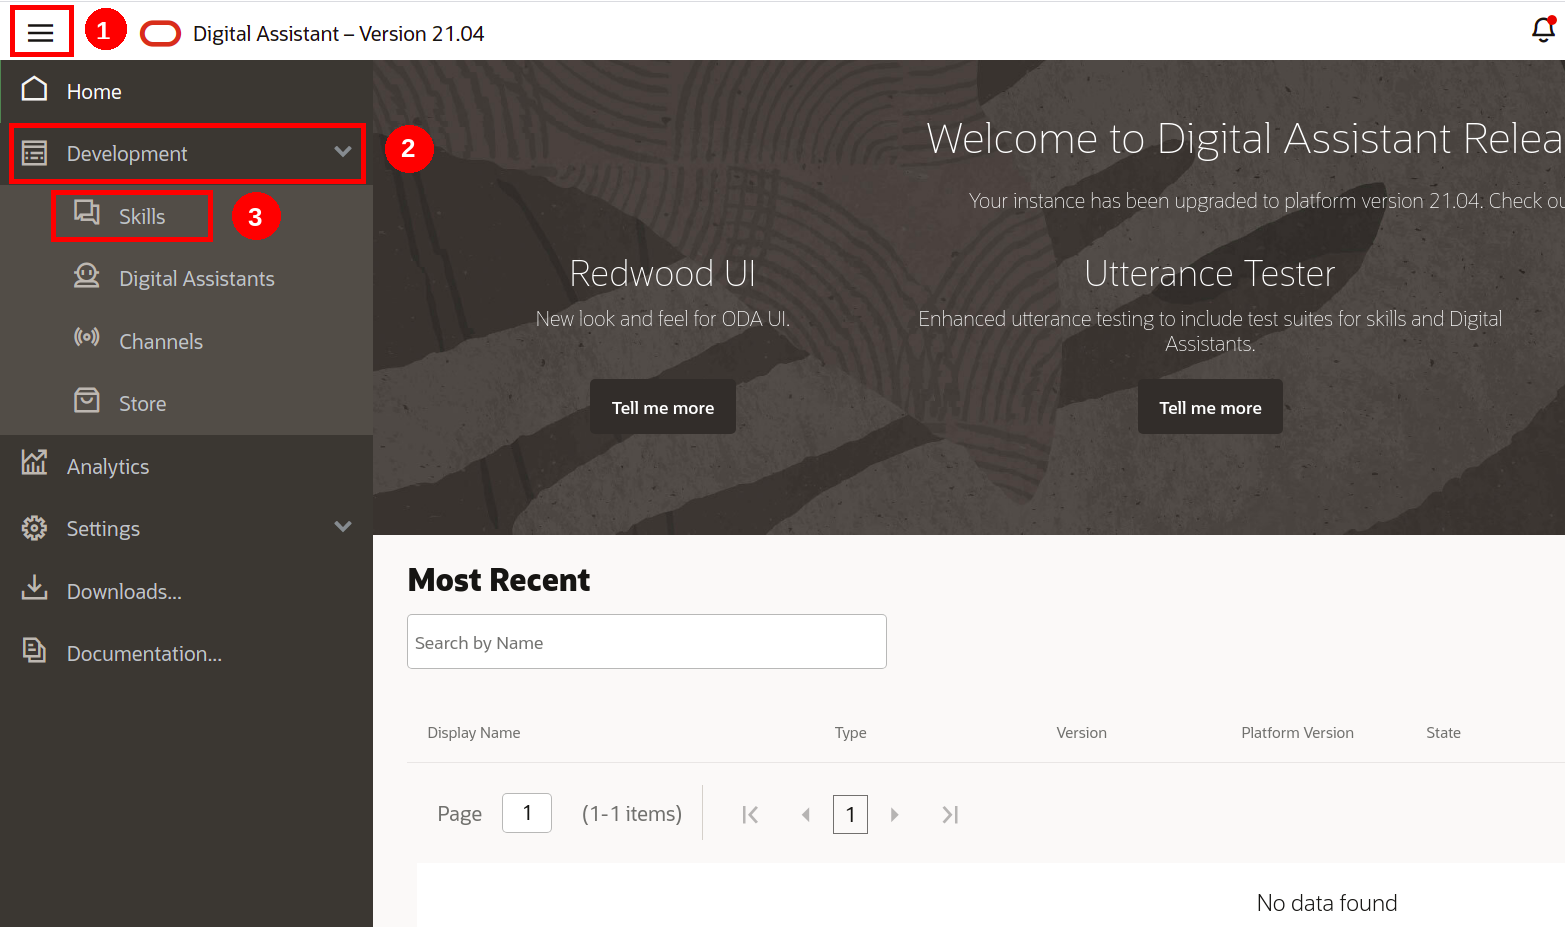 1
Digital Assistant – Version 21.04
Home
Development
2
Skills
3
Digital Assistants
Channels
Store
Analytics
Settings
Downloads...
Documentation...
Welcome to Digital Assistant Relea
Your instance has been upgraded to platform version 21.04. Check ou
Redwood UI
New look and feel for ODA UI.
Tell me more
Utterance Tester
Enhanced utterance testing to include test suites for skills and Digital
Assistants.
Tell me more
Most Recent
Search by Name
Display Name Type Version Platform Version State
Page 1 (1-1 items) 1
No data found